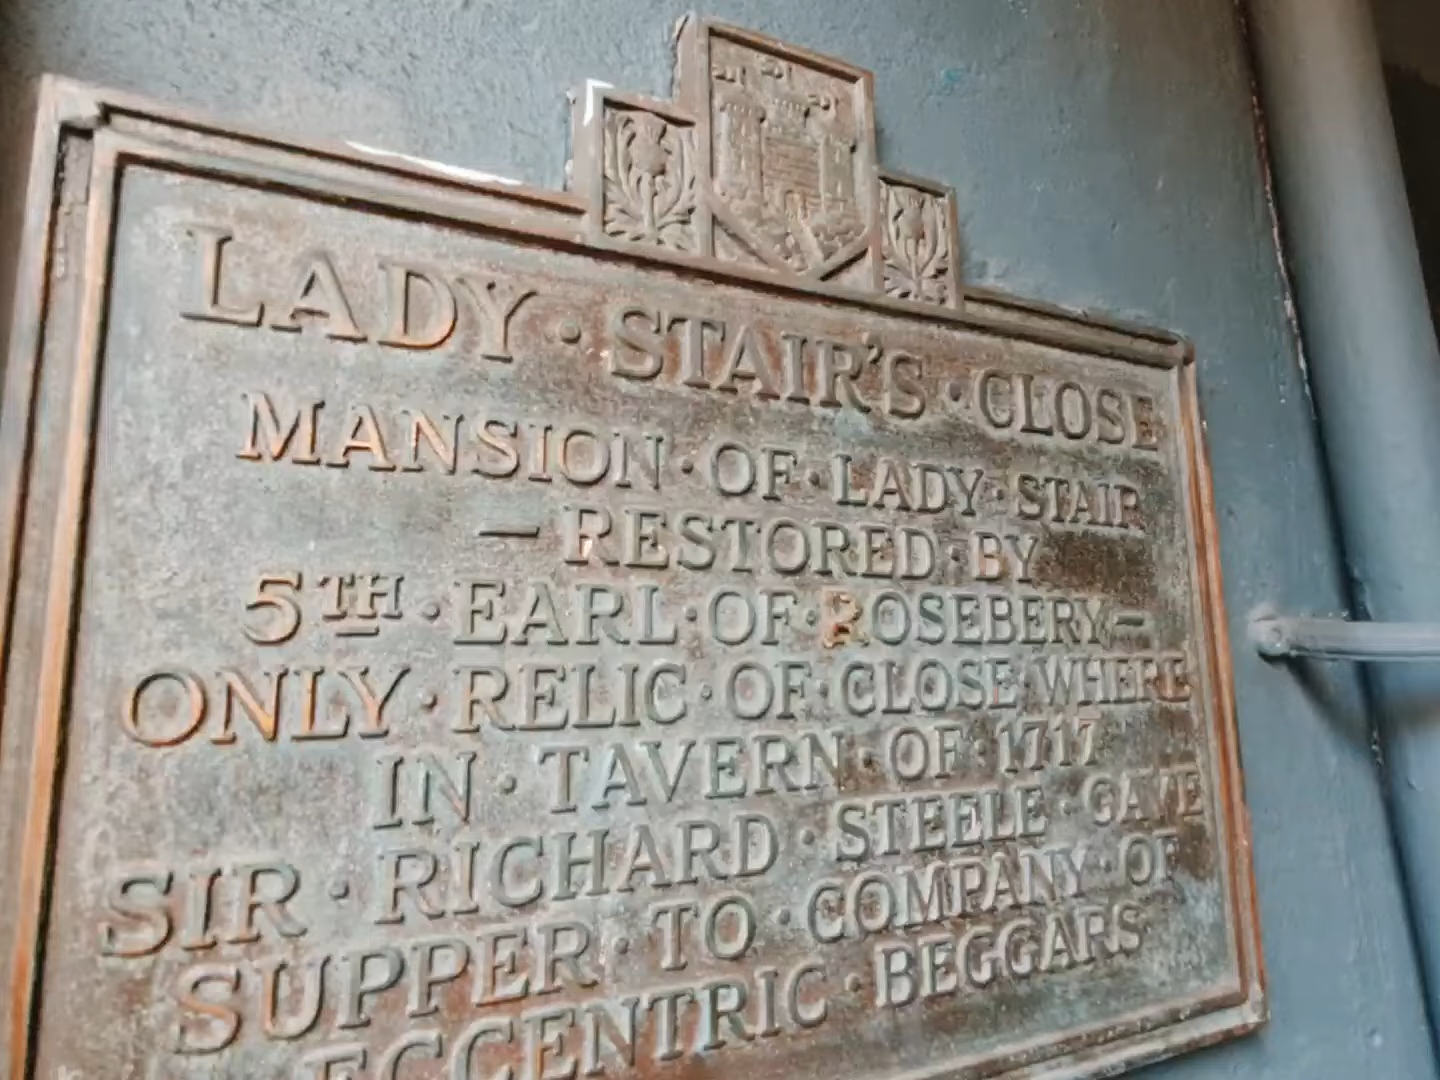 LADY · STAIR'S · CLOSE
MANSION · OF · LADY · STAIR
— RESTORED · BY
5TH · EARL · OF · ROSEBERY —
ONLY · RELIC · OF · CLOSE · WHERE
IN · TAVERN · OF · 1717
SIR · RICHARD · STEELE · GAVE
SUPPER · TO · COMPANY · OF
ECCENTRIC · BEGGARS